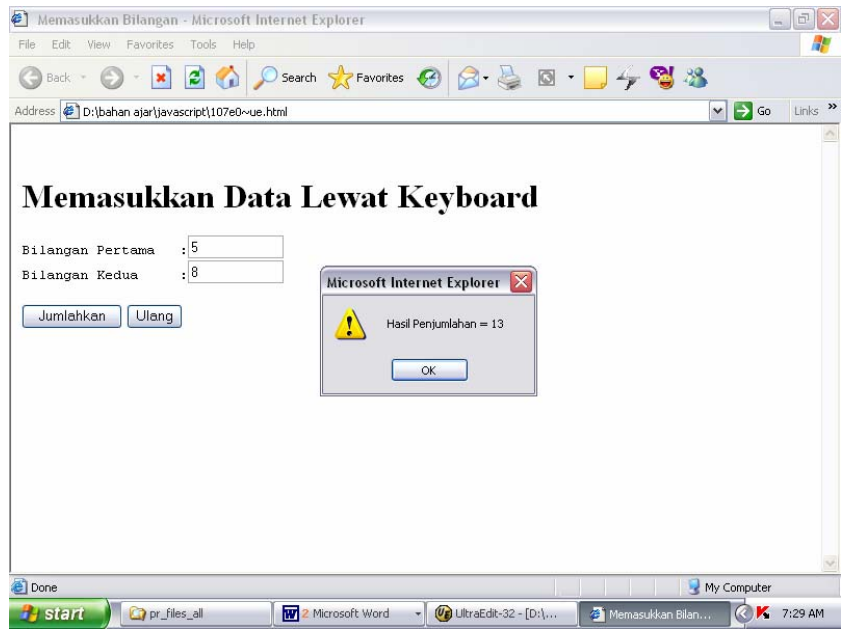 Memasukkan Bilangan - Microsoft Internet Explorer
File Edit View Favorites Tools Help
Back Search Favorites
Address D:\bahan ajar\javascript\107e0~ue.html Go Links »
Memasukkan Data Lewat Keyboard
Bilangan Pertama :5
Bilangan Kedua :8
Jumlahkan Ulang
Microsoft Internet Explorer
Hasil Penjumlahan = 13
OK
Done My Computer
start pr_files_all 2 Microsoft Word UltraEdit-32 - [D:\... Memasukkan Bilan... 7:29 AM